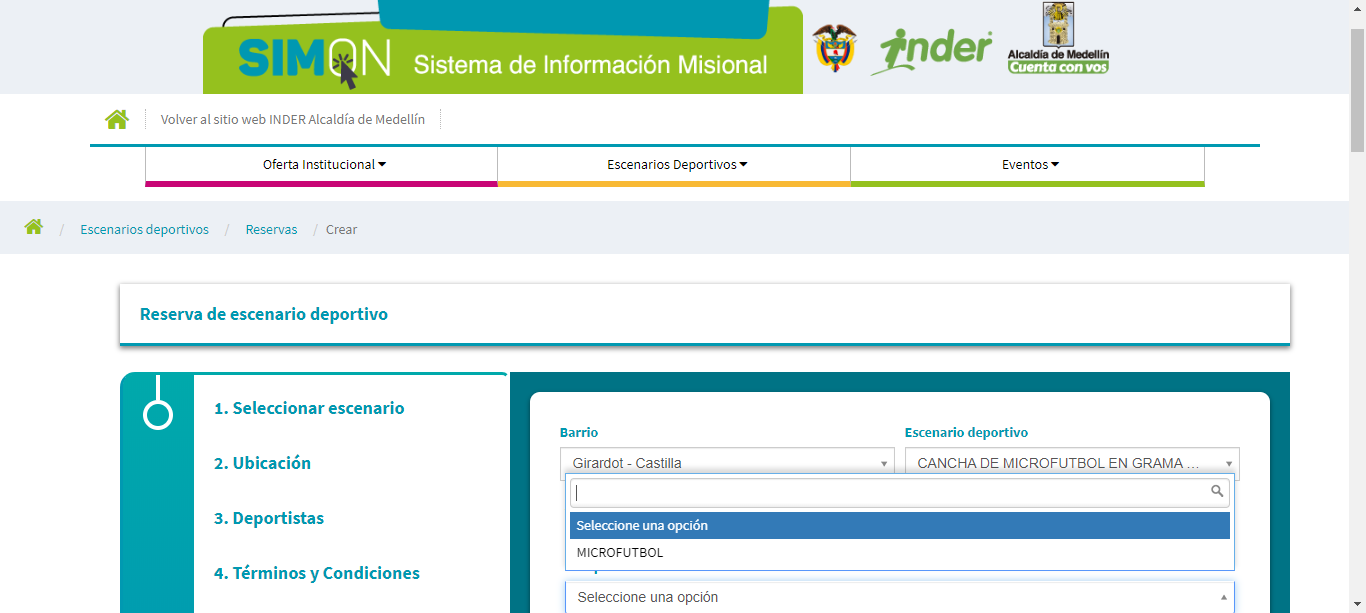 SIMON Sistema de Información Misional
inder
Alcaldía de Medellín
Cuenta con vos
Volver al sitio web INDER Alcaldía de Medellín
Oferta Institucional
Escenarios Deportivos
Eventos
/ Escenarios deportivos / Reservas / Crear
Reserva de escenario deportivo
1. Seleccionar escenario
2. Ubicación
3. Deportistas
4. Términos y Condiciones
Barrio
Girardot - Castilla
Escenario deportivo
CANCHA DE MICROFUTBOL EN GRAMA ...
Seleccione una opción
MICROFUTBOL
Seleccione una opción